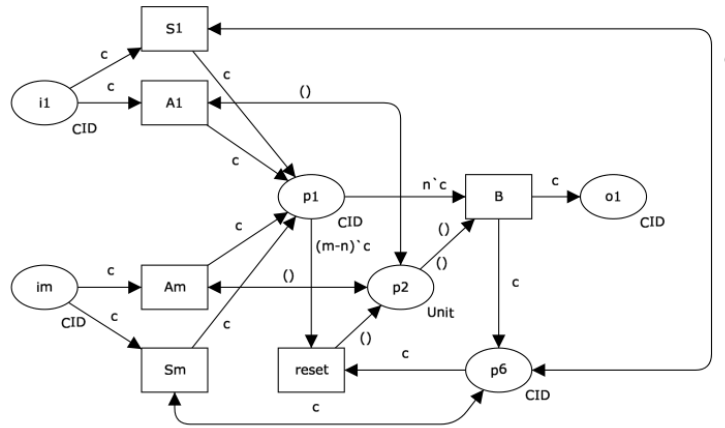 S1
c
c
i1
c
A1
()
CID
c
p1
n`c
B
c
o1
CID
CID
c
(m-n)`c
()
()
im
c
Am
()
p2
c
CID
c
Unit
()
Sm
reset
c
p6
CID
c